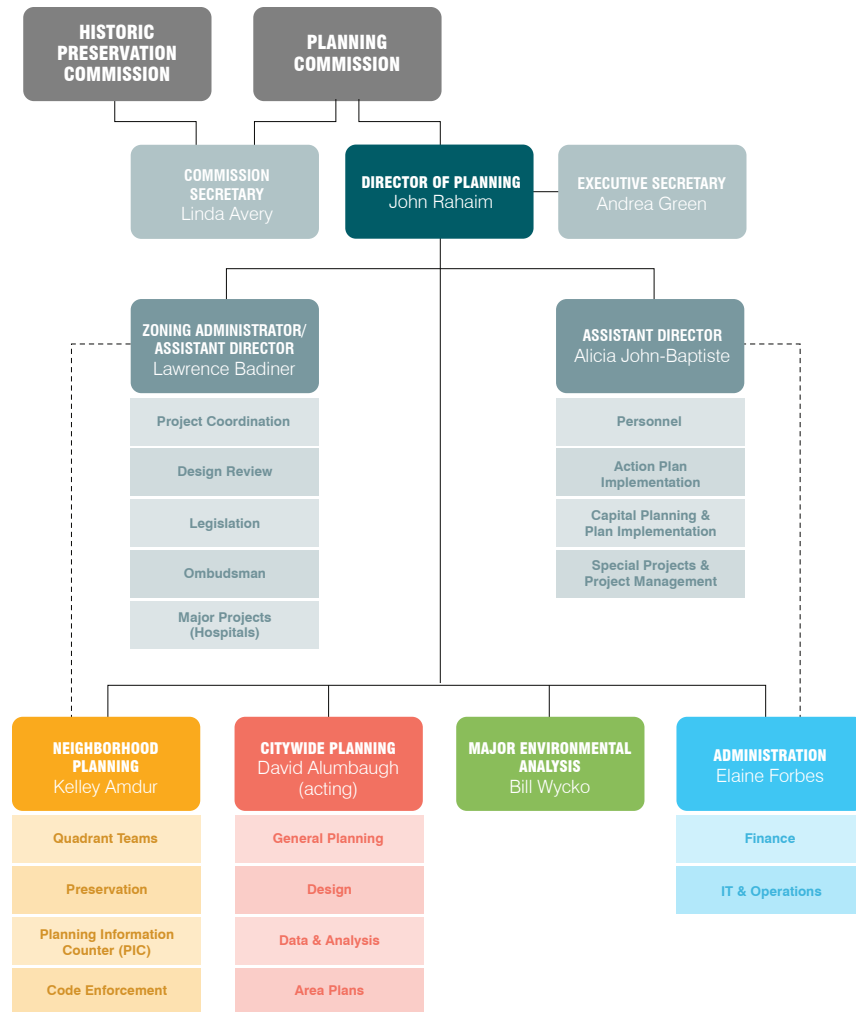 HISTORIC
PRESERVATION
COMMISSION
PLANNING
COMMISSION
COMMISSION
SECRETARY
Linda Avery
DIRECTOR OF PLANNING
John Rahaim
EXECUTIVE SECRETARY
Andrea Green
ZONING ADMINISTRATOR/
ASSISTANT DIRECTOR
Lawrence Badiner
Project Coordination
Design Review
Legislation
Ombudsman
Major Projects
(Hospitals)
ASSISTANT DIRECTOR
Alicia John-Baptiste
Personnel
Action Plan
Implementation
Capital Planning &
Plan Implementation
Special Projects &
Project Management
NEIGHBORHOOD
PLANNING
Kelley Amdur
Quadrant Teams
Preservation
Planning Information
Counter (PIC)
Code Enforcement
CITYWIDE PLANNING
David Alumbaugh
(acting)
General Planning
Design
Data & Analysis
Area Plans
MAJOR ENVIRONMENTAL
ANALYSIS
Bill Wycko
ADMINISTRATION
Elaine Forbes
Finance
IT & Operations